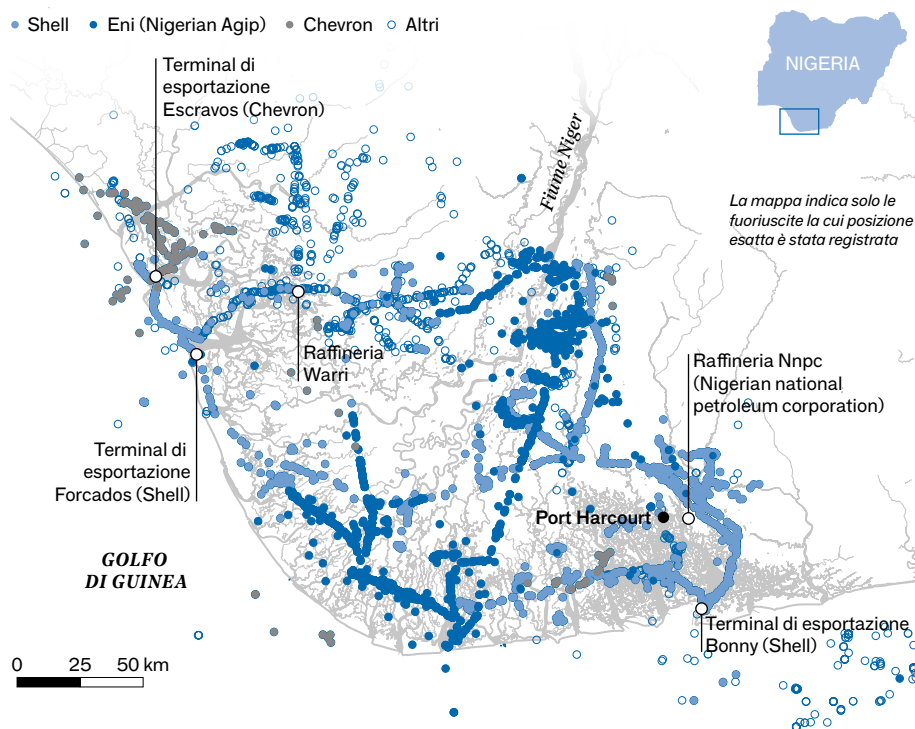 Shell Eni (Nigerian Agip) Chevron Altri
NIGERIA
Terminal di
esportazione
Escravos (Chevron)
Fiume Niger
La mappa indica solo le
fuoriuscite la cui posizione
esatta è stata registrata
Raffineria
Warri
Raffineria Nnpc
(Nigerian national
petroleum corporation)
Terminal di
esportazione
Forcados (Shell)
Port Harcourt
GOLFO
DI GUINEA
Terminal di esportazione
Bonny (Shell)
0 25 50 km